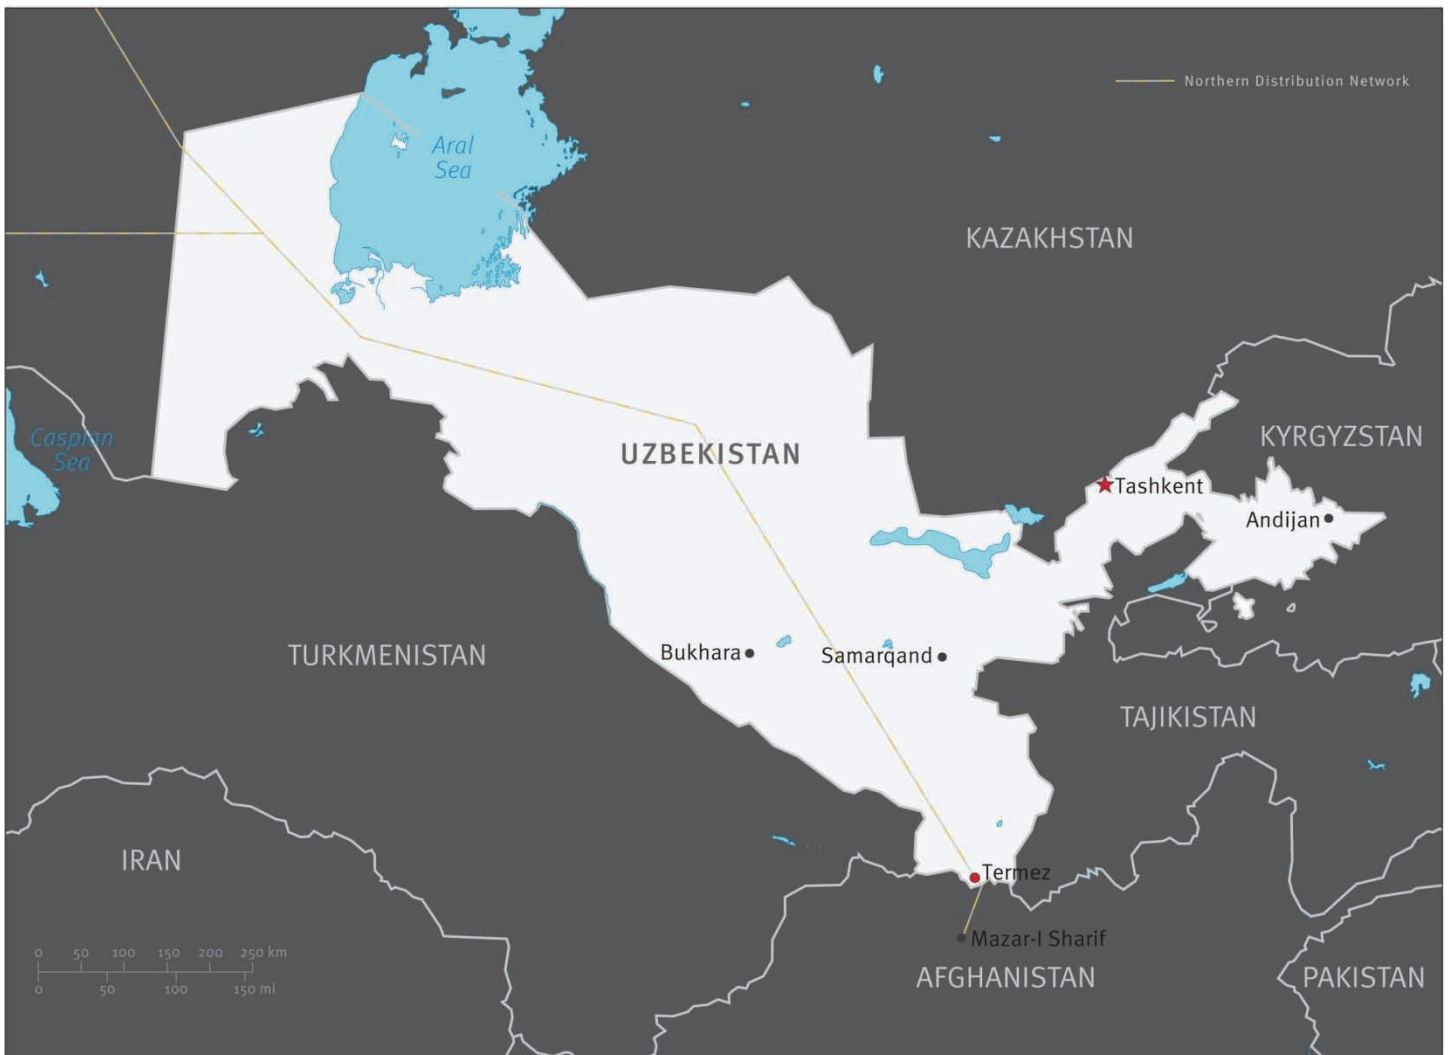 Northern Distribution Network
Aral
Sea
KAZAKHSTAN
KYRGYZSTAN
Caspian
Sea
UZBEKISTAN
Tashkent
Andijan
TURKMENISTAN
Bukhara
Samarqand
TAJIKISTAN
IRAN
Termez
Mazar-I Sharif
AFGHANISTAN
PAKISTAN
0 50 100 150 200 250 km
0 50 100 150 mi